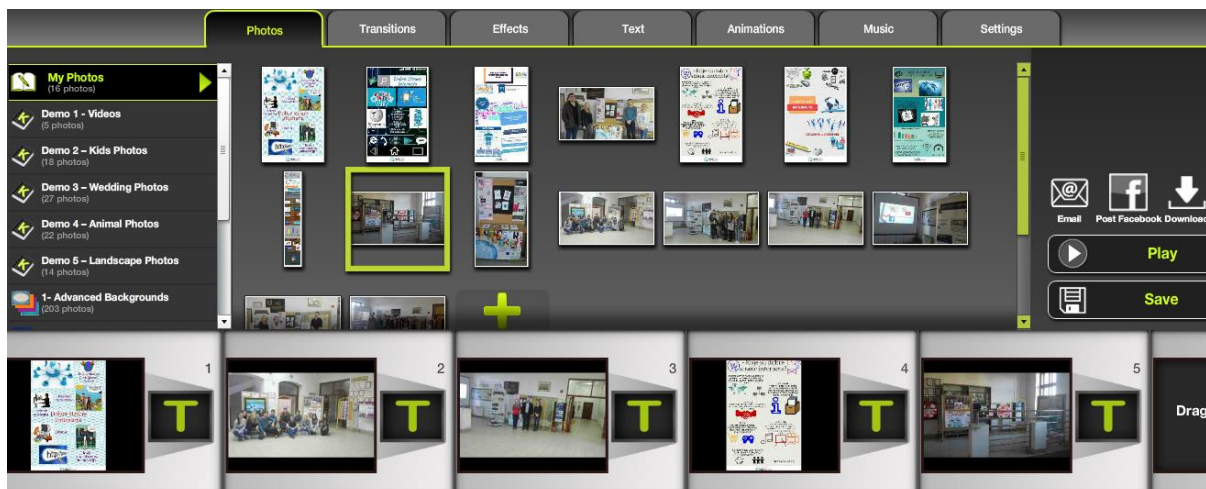 Photos
Transitions
Effects
Text
Animations
Music
Settings
My Photos
(16 photos)
Demo 1 - Videos
(5 photos)
Demo 2 – Kids Photos
(18 photos)
Demo 3 – Wedding Photos
(27 photos)
Demo 4 – Animal Photos
(22 photos)
Demo 5 – Landscape Photos
(14 photos)
1- Advanced Backgrounds
(203 photos)
Email
Post Facebook
Download
Play
Save
1
T
2
T
3
T
4
T
5
T
Drag